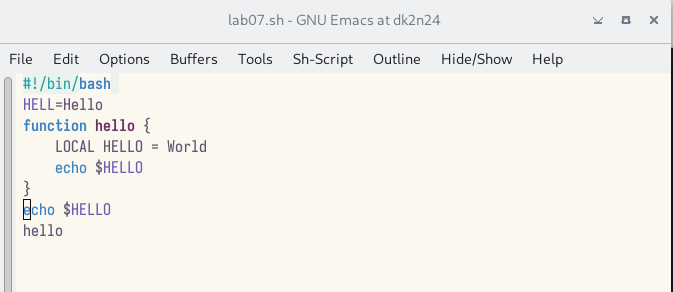 lab07.sh - GNU Emacs at dk2n24
File Edit Options Buffers Tools Sh-Script Outline Hide/Show Help
#!/bin/bash
HELL=Hello
function hello {
    LOCAL HELLO = World
    echo $HELLO
}
echo $HELLO
hello